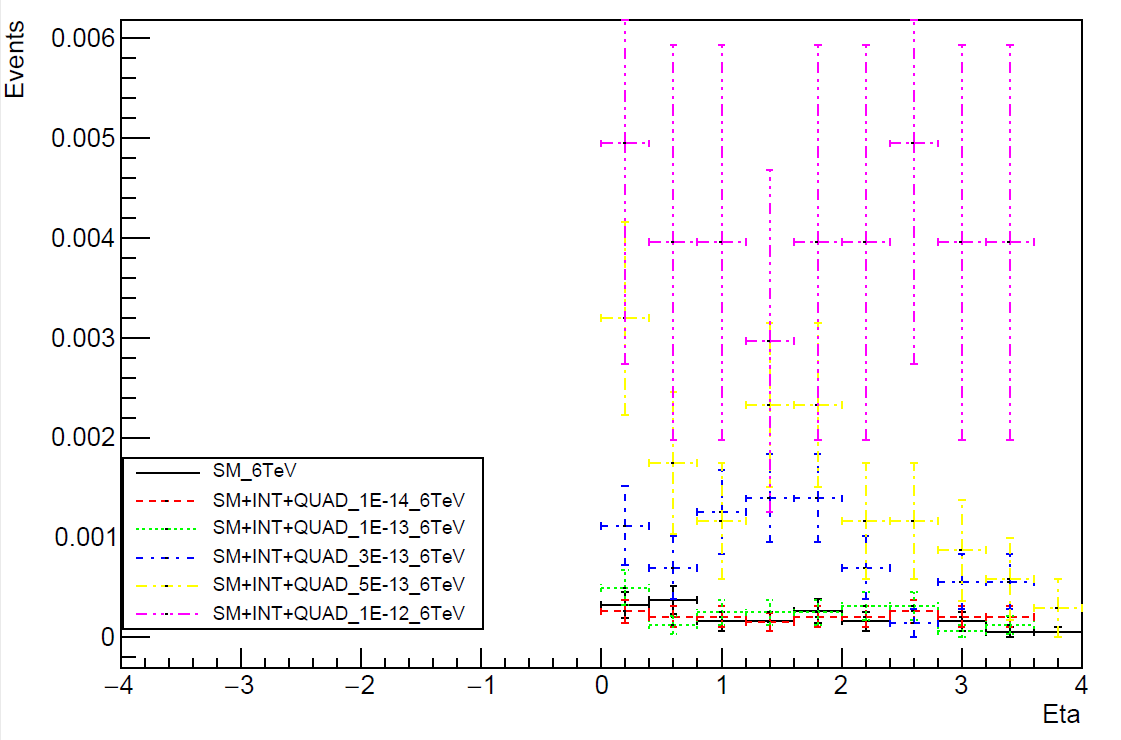 Events
0.006
0.005
0.004
0.003
0.002
0.001
0
SM_6TeV
SM+INT+QUAD_1E-14_6TeV
SM+INT+QUAD_1E-13_6TeV
SM+INT+QUAD_3E-13_6TeV
SM+INT+QUAD_5E-13_6TeV
SM+INT+QUAD_1E-12_6TeV
−4 −3 −2 −1 0 1 2 3 4
Eta